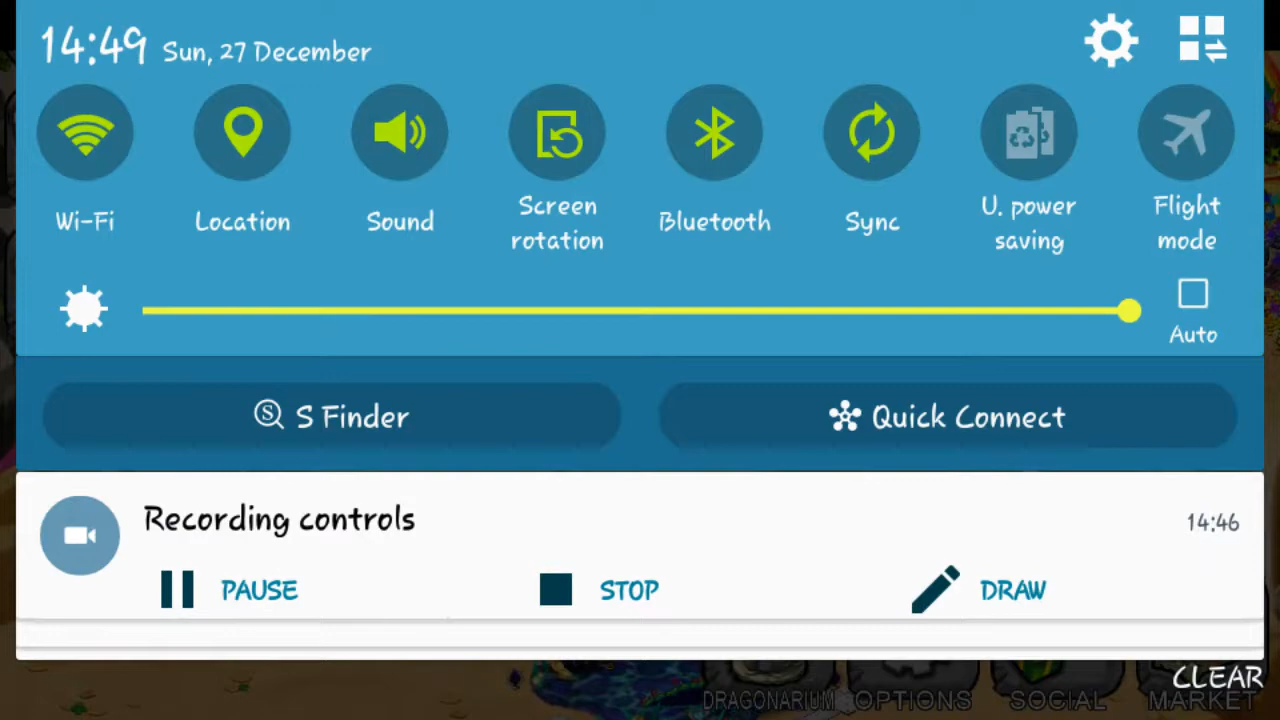 14:49 Sun, 27 December
Wi-Fi
Location
Sound
Screen
rotation
Bluetooth
Sync
U. power
saving
Flight
mode
Auto
S Finder
Quick Connect
Recording controls
14:46
PAUSE
STOP
DRAW
CLEAR
DRAGONARIUM
OPTIONS
SOCIAL
MARKET